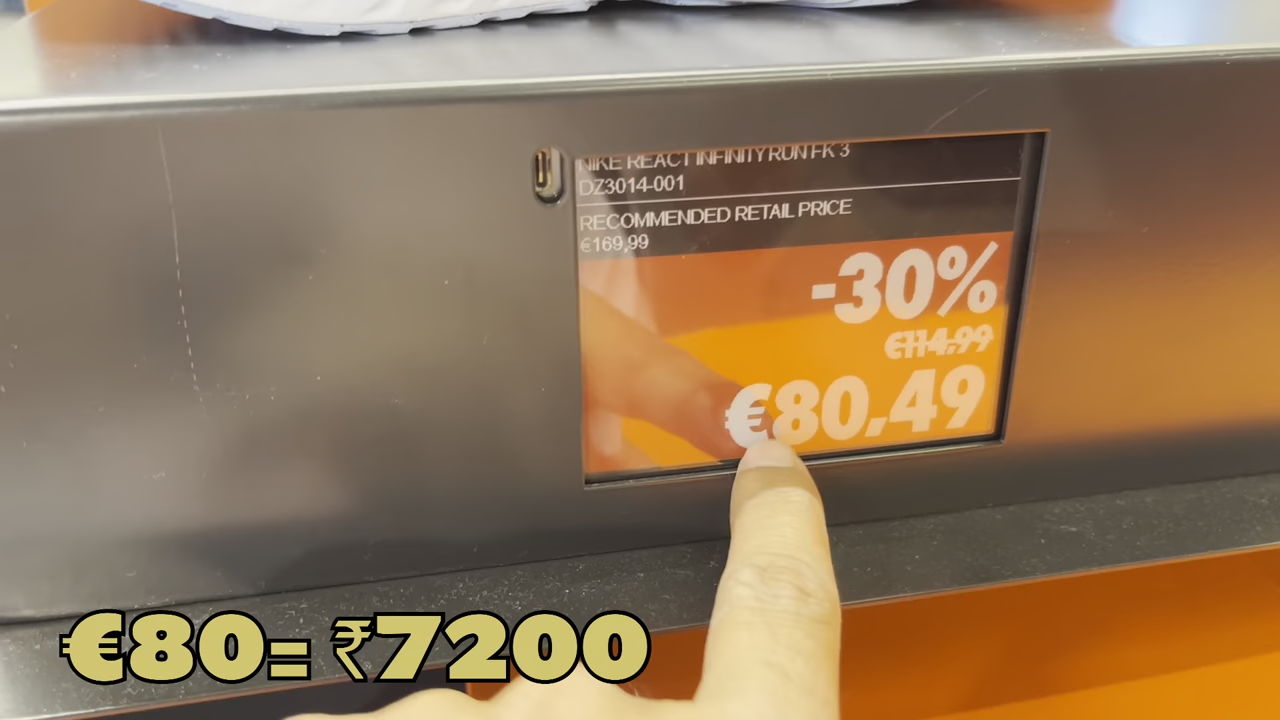 NIKE REACT INFINITY RUN FK 3
DZ3014-001
RECOMMENDED RETAIL PRICE
€169,99
-30%
€114.99
€80.49
€80= ₹7200